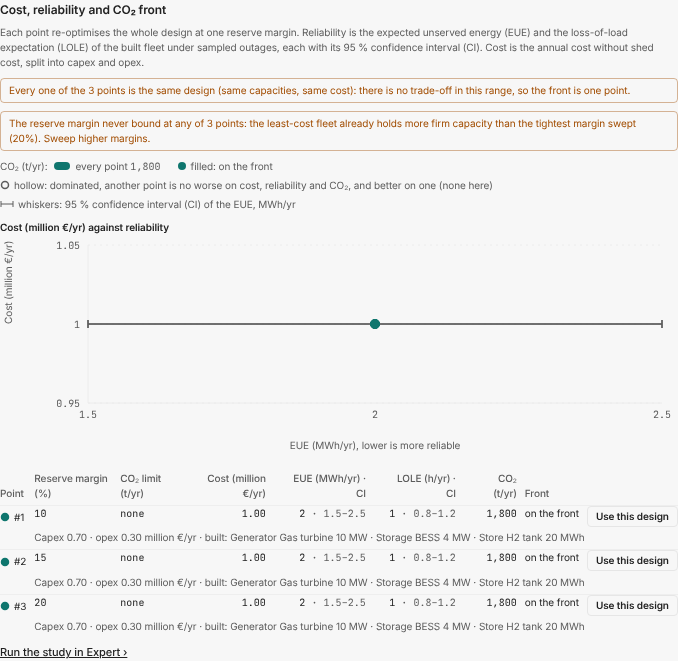 Cost, reliability and CO₂ front
Each point re-optimises the whole design at one reserve margin. Reliability is the expected unserved energy (EUE) and the loss-of-load
expectation (LOLE) of the built fleet under sampled outages, each with its 95 % confidence interval (CI). Cost is the annual cost without shed
cost, split into capex and opex.
Every one of the 3 points is the same design (same capacities, same cost): there is no trade-off in this range, so the front is one point.
The reserve margin never bound at any of 3 points: the least-cost fleet already holds more firm capacity than the tightest margin swept
(20%). Sweep higher margins.
CO₂ (t/yr): every point 1,800 filled: on the front
hollow: dominated, another point is no worse on cost, reliability and CO₂, and better on one (none here)
whiskers: 95 % confidence interval (CI) of the EUE, MWh/yr
Cost (million €/yr) against reliability
Cost (million €/yr)
1.05
1
0.95
1.5 2 2.5
EUE (MWh/yr), lower is more reliable
Reserve margin CO₂ limit Cost (million EUE (MWh/yr) · LOLE (h/yr) · CO₂
Point (%) (t/yr) €/yr) CI CI (t/yr) Front
#1 10 none 1.00 2 · 1.5–2.5 1 · 0.8–1.2 1,800 on the front Use this design
Capex 0.70 · opex 0.30 million €/yr · built: Generator Gas turbine 10 MW · Storage BESS 4 MW · Store H2 tank 20 MWh
#2 15 none 1.00 2 · 1.5–2.5 1 · 0.8–1.2 1,800 on the front Use this design
Capex 0.70 · opex 0.30 million €/yr · built: Generator Gas turbine 10 MW · Storage BESS 4 MW · Store H2 tank 20 MWh
#3 20 none 1.00 2 · 1.5–2.5 1 · 0.8–1.2 1,800 on the front Use this design
Capex 0.70 · opex 0.30 million €/yr · built: Generator Gas turbine 10 MW · Storage BESS 4 MW · Store H2 tank 20 MWh
Run the study in Expert ›